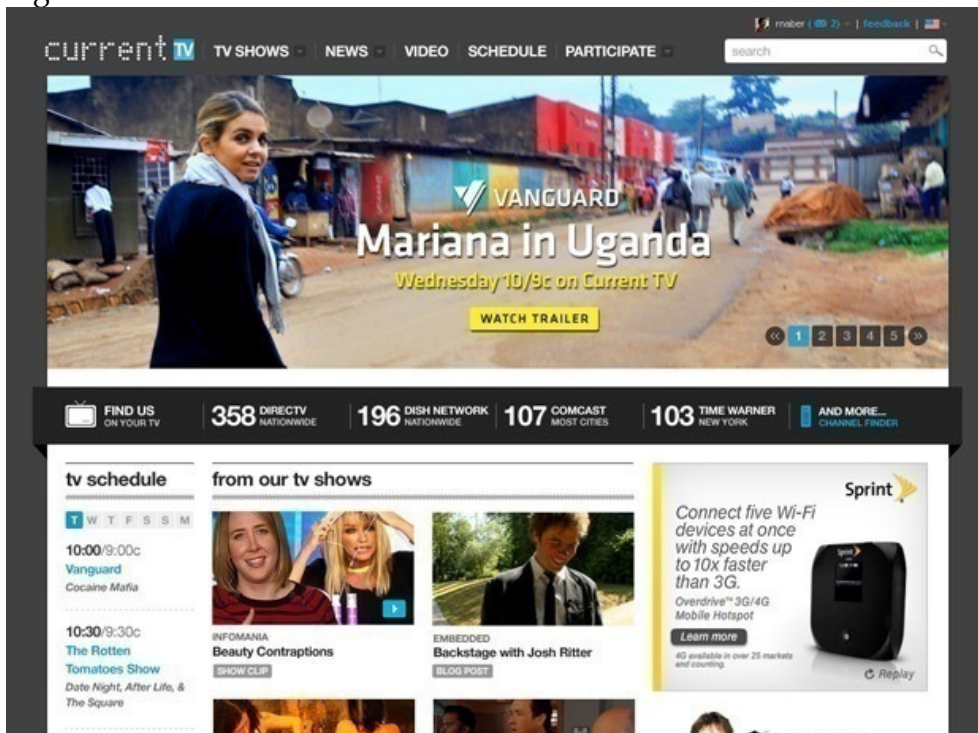 maber ( 2) | feedback |
current TV
TV SHOWS NEWS VIDEO SCHEDULE PARTICIPATE
search
VANGUARD
Mariana in Uganda
Wednesday 10/9c on Current TV
WATCH TRAILER
« 1 2 3 4 5 »
FIND US
ON YOUR TV
358 DIRECTV
NATIONWIDE
196 DISH NETWORK
NATIONWIDE
107 COMCAST
MOST CITIES
103 TIME WARNER
NEW YORK
AND MORE...
CHANNEL FINDER
tv schedule
T W T F S S M
10:00/9:00c
Vanguard
Cocaine Mafia
10:30/9:30c
The Rotten
Tomatoes Show
Date Night, After Life, &
The Square
from our tv shows
INFOMANIA
Beauty Contraptions
SHOW CLIP
EMBEDDED
Backstage with Josh Ritter
BLOG POST
Sprint
Connect five Wi-Fi
devices at once
with speeds up
to 10x faster
than 3G.
Overdrive™ 3G/4G
Mobile Hotspot
Learn more
4G available in over 25 markets
and counting.
Replay